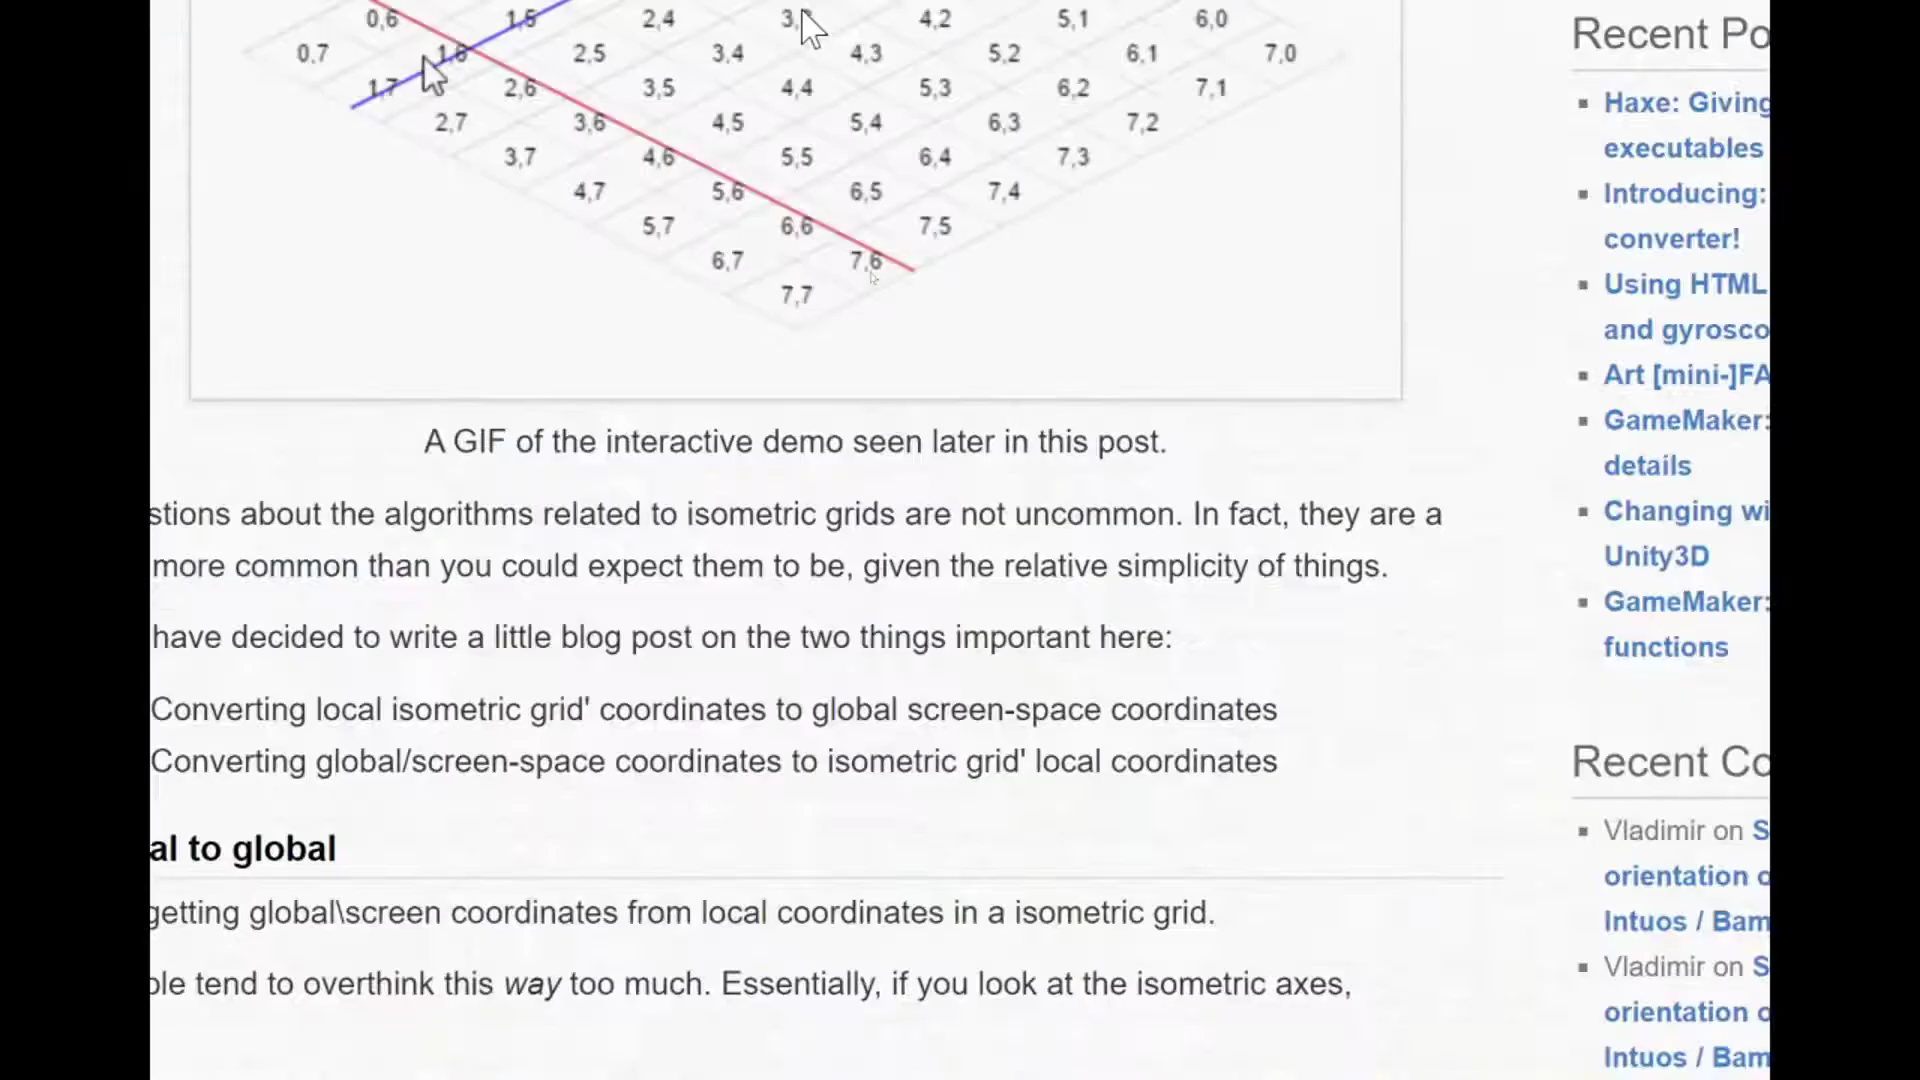 0,6 1,5 2,4 3, 4,2 5,1 6,0
0,7 1,6 2,5 3,4 4,3 5,2 6,1 7,0
1,7 2,6 3,5 4,4 5,3 6,2 7,1
2,7 3,6 4,5 5,4 6,3 7,2
3,7 4,6 5,5 6,4 7,3
4,7 5,6 6,5 7,4
5,7 6,6 7,5
6,7 7,6
7,7
A GIF of the interactive demo seen later in this post.
stions about the algorithms related to isometric grids are not uncommon. In fact, they are a
more common than you could expect them to be, given the relative simplicity of things.
have decided to write a little blog post on the two things important here:
Converting local isometric grid' coordinates to global screen-space coordinates
Converting global/screen-space coordinates to isometric grid' local coordinates
al to global
getting global\screen coordinates from local coordinates in a isometric grid.
ple tend to overthink this way too much. Essentially, if you look at the isometric axes,
Recent Po
Haxe: Giving
executables
Introducing:
converter!
Using HTML
and gyrosco
Art [mini-]FA
GameMaker:
details
Changing wi
Unity3D
GameMaker:
functions
Recent Co
Vladimir on S
orientation o
Intuos / Bam
Vladimir on S
orientation o
Intuos / Bam